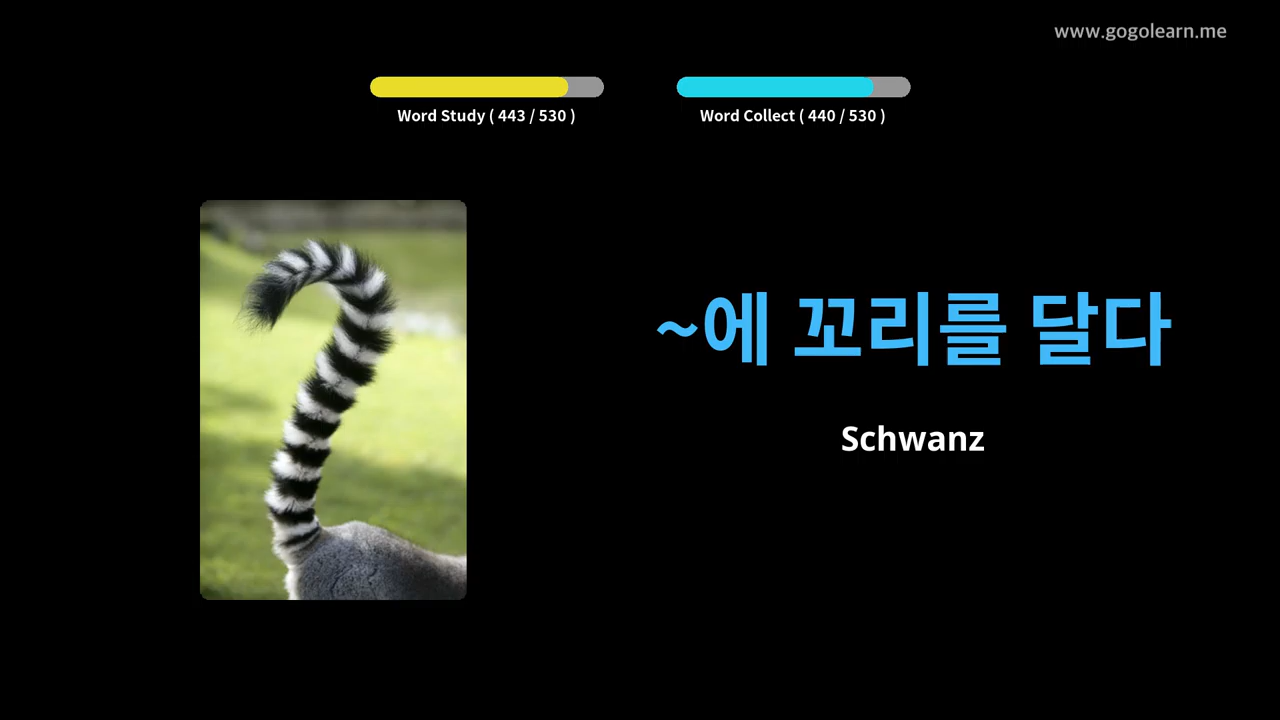 www.gogolearn.me
Word Study ( 443 / 530 )
Word Collect ( 440 / 530 )
~에 꼬리를 달다
Schwanz